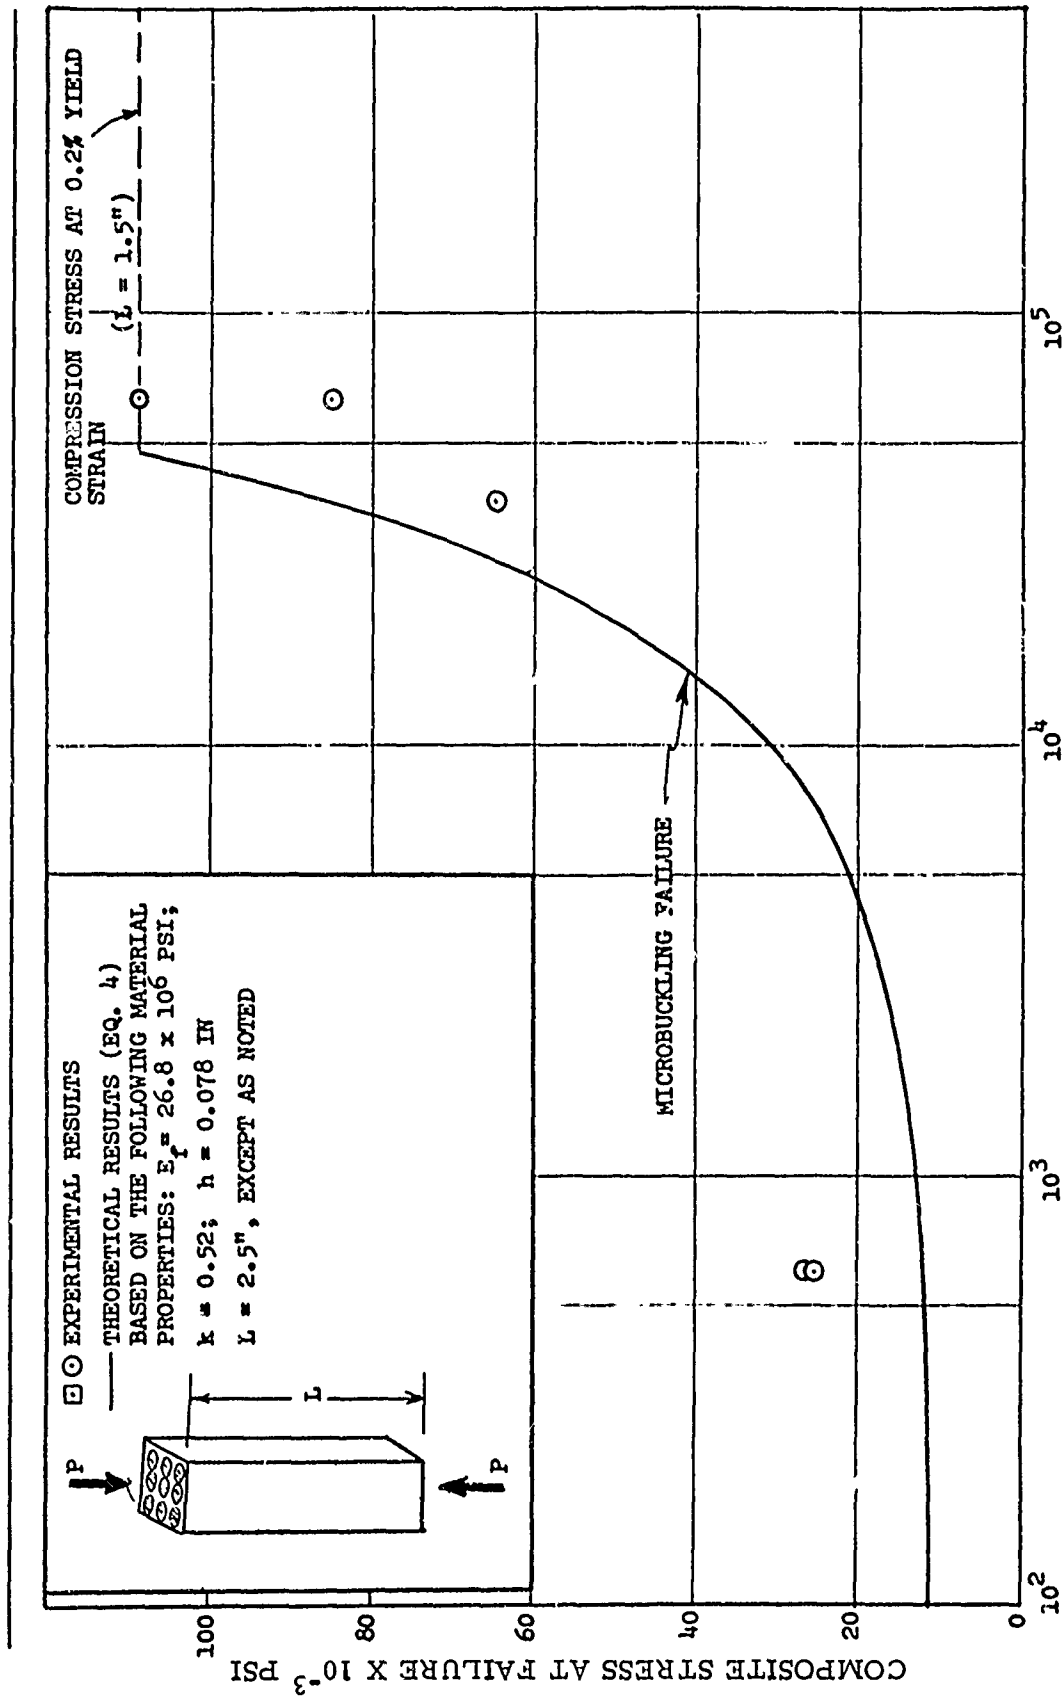 COMPRESSION STRESS AT 0.2% YIELD
STRAIN
(L = 1.5")
⊡ ⊙ EXPERIMENTAL RESULTS
THEORETICAL RESULTS (EQ. 4)
BASED ON THE FOLLOWING MATERIAL
PROPERTIES: E_f = 26.8 x 10^6 PSI;
k = 0.52; h = 0.078 IN
L = 2.5", EXCEPT AS NOTED
P
L
P
MICROBUCKLING FAILURE
COMPOSITE STRESS AT FAILURE X 10^-3 PSI
100
80
60
40
20
0
10^2
10^3
10^4
10^5